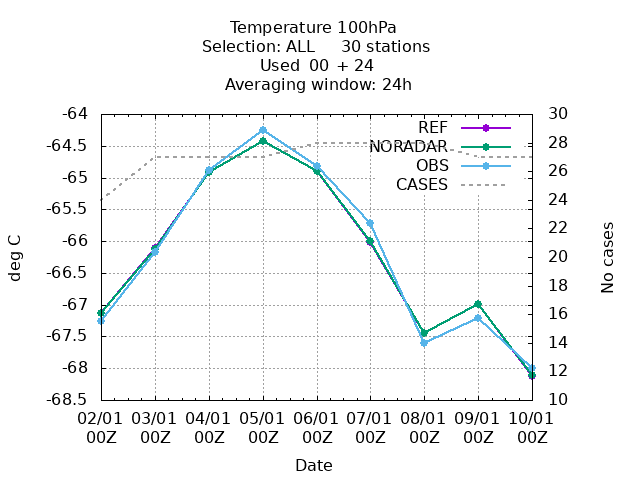 Temperature 100hPa
Selection: ALL 30 stations
Used 00 + 24
Averaging window: 24h
-64
-64.5
-65
-65.5
-66
-66.5
-67
-67.5
-68
-68.5
deg C
30
28
26
24
22
20
18
16
14
12
10
No cases
REF
NORADAR
OBS
CASES
02/01 03/01 04/01 05/01 06/01 07/01 08/01 09/01 10/01
00Z 00Z 00Z 00Z 00Z 00Z 00Z 00Z 00Z
Date